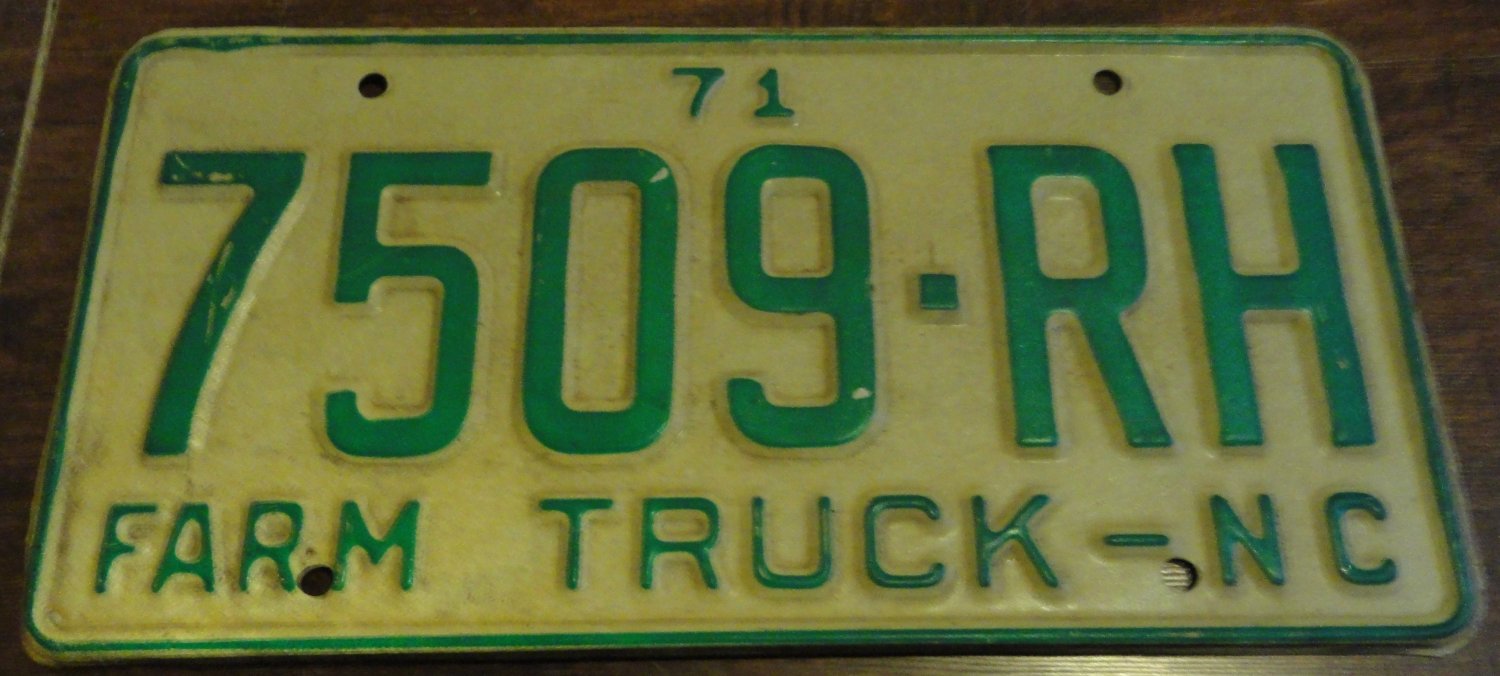 71
7509-RH
FARM TRUCK-NC